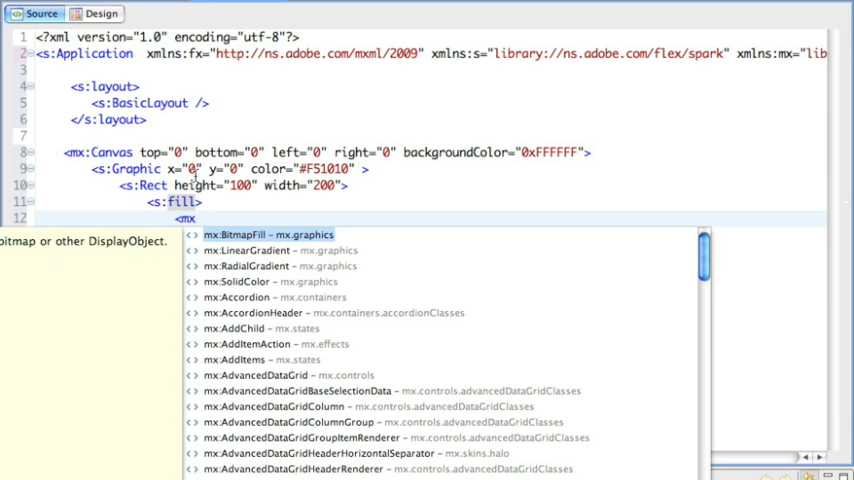 Source Design
1 <?xml version="1.0" encoding="utf-8"?>
2 <s:Application xmlns:fx="http://ns.adobe.com/mxml/2009" xmlns:s="library://ns.adobe.com/flex/spark" xmlns:mx="lib
3
4 <s:layout>
5 <s:BasicLayout />
6 </s:layout>
7
8 <mx:Canvas top="0" bottom="0" left="0" right="0" backgroundColor="0xFFFFFF">
9 <s:Graphic x="0" y="0" color="#F51010" >
10 <s:Rect height="100" width="200">
11 <s:fill>
12 <mx
bitmap or other DisplayObject.
mx:BitmapFill – mx.graphics
mx:LinearGradient – mx.graphics
mx:RadialGradient – mx.graphics
mx:SolidColor – mx.graphics
mx:Accordion – mx.containers
mx:AccordionHeader – mx.containers.accordionClasses
mx:AddChild – mx.states
mx:AddItemAction – mx.effects
mx:AddItems – mx.states
mx:AdvancedDataGrid – mx.controls
mx:AdvancedDataGridBaseSelectionData – mx.controls.advancedDataGridClasses
mx:AdvancedDataGridColumn – mx.controls.advancedDataGridClasses
mx:AdvancedDataGridColumnGroup – mx.controls.advancedDataGridClasses
mx:AdvancedDataGridGroupItemRenderer – mx.controls.advancedDataGridClasses
mx:AdvancedDataGridHeaderHorizontalSeparator – mx.skins.halo
mx:AdvancedDataGridHeaderRenderer – mx.controls.advancedDataGridClasses